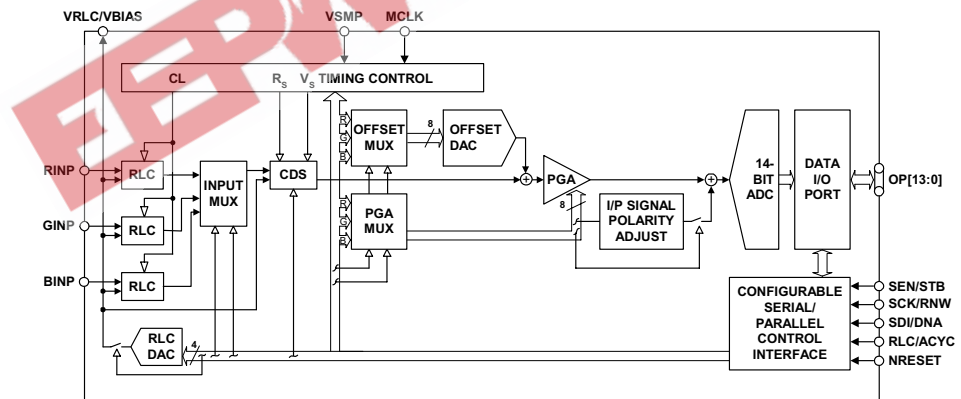 VRLC/VBIAS
VSMP
MCLK
CL
RS
VS
TIMING CONTROL
R
G
B
OFFSET
MUX
8
OFFSET
DAC
RINP
RLC
INPUT
MUX
CDS
+
PGA
8
+
14-
BIT
ADC
DATA
I/O
PORT
OP[13:0]
R
G
B
PGA
MUX
I/P SIGNAL
POLARITY
ADJUST
GINP
RLC
BINP
RLC
RLC
DAC
4
CONFIGURABLE
SERIAL/
PARALLEL
CONTROL
INTERFACE
SEN/STB
SCK/RNW
SDI/DNA
RLC/ACYC
NRESET